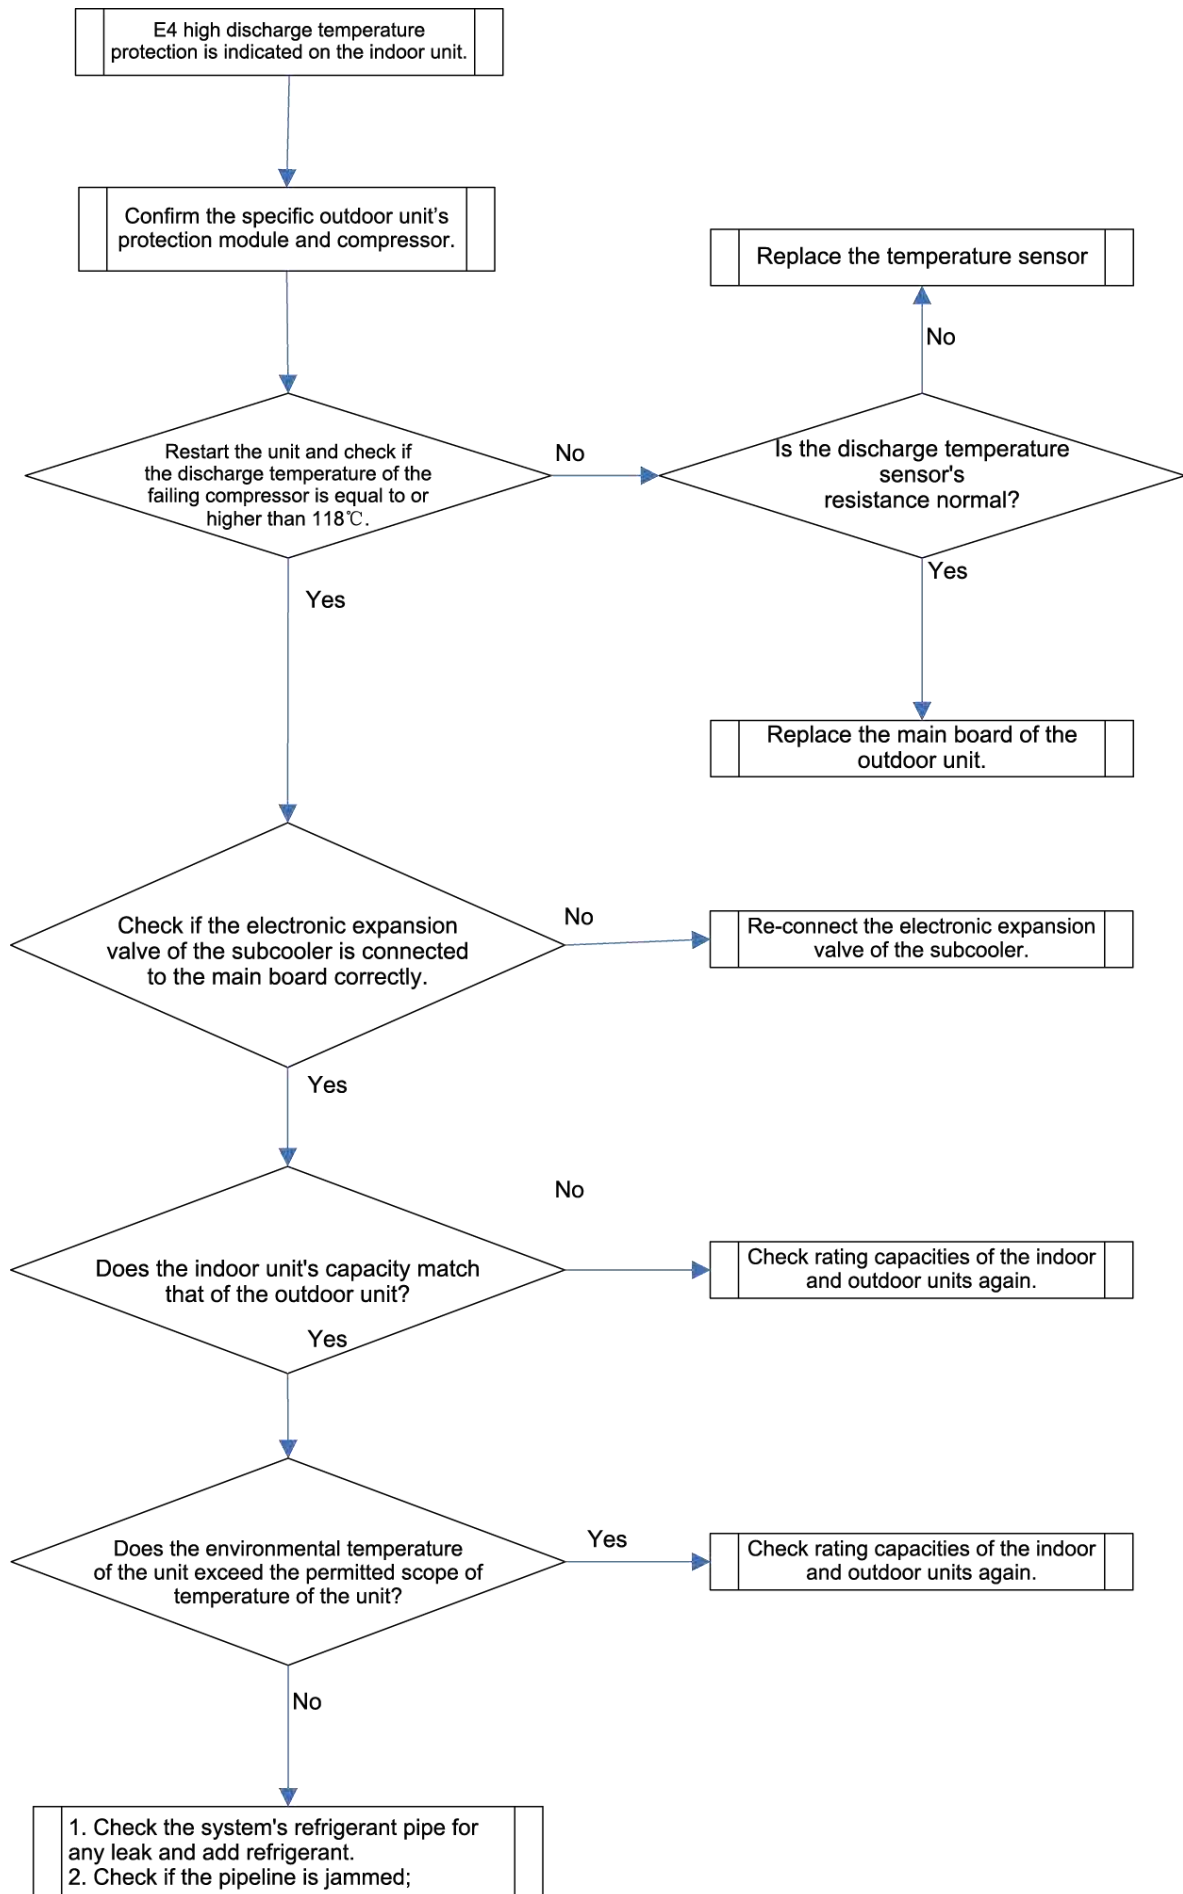 E4 high discharge temperature
protection is indicated on the indoor unit.
Confirm the specific outdoor unit’s
protection module and compressor.
Replace the temperature sensor
No
Restart the unit and check if
the discharge temperature of the
failing compressor is equal to or
higher than 118℃.
No
Is the discharge temperature
sensor's
resistance normal?
Yes
Yes
Replace the main board of the
outdoor unit.
Check if the electronic expansion
valve of the subcooler is connected
to the main board correctly.
No
Re-connect the electronic expansion
valve of the subcooler.
Yes
No
Does the indoor unit's capacity match
that of the outdoor unit?
Check rating capacities of the indoor
and outdoor units again.
Yes
Does the environmental temperature
of the unit exceed the permitted scope of
temperature of the unit?
Yes
Check rating capacities of the indoor
and outdoor units again.
No
1. Check the system's refrigerant pipe for
any leak and add refrigerant.
2. Check if the pipeline is jammed;